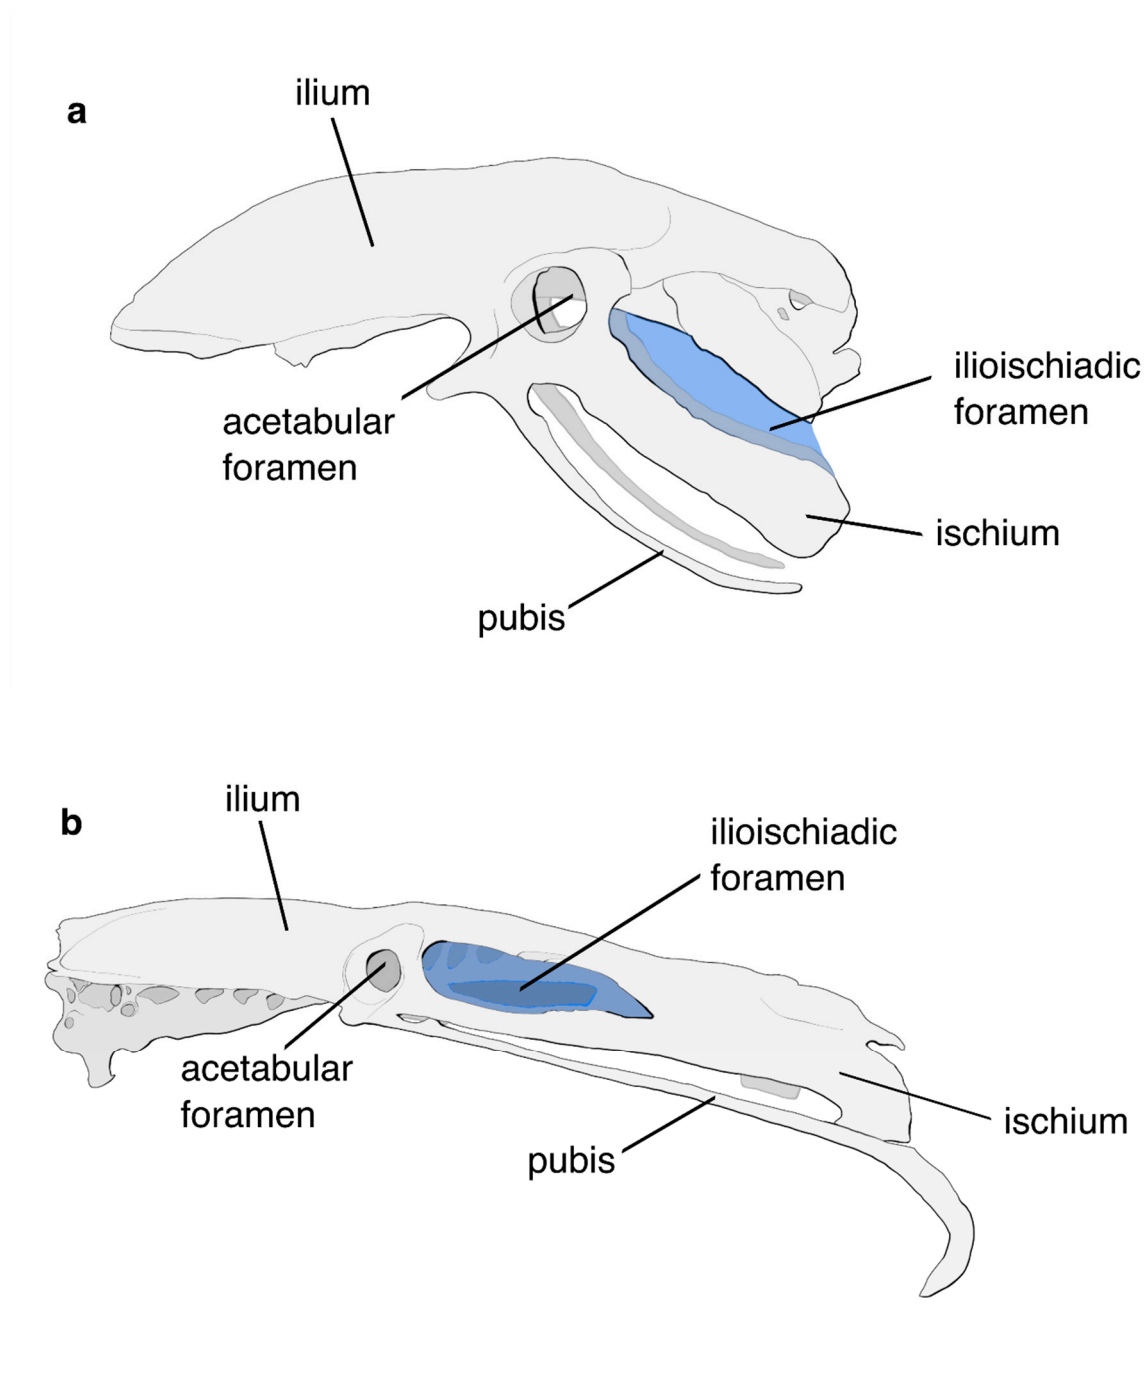 a
ilium
acetabular
foramen
ilioischiadic
foramen
ischium
pubis
b
ilium
ilioischiadic
foramen
acetabular
foramen
ischium
pubis